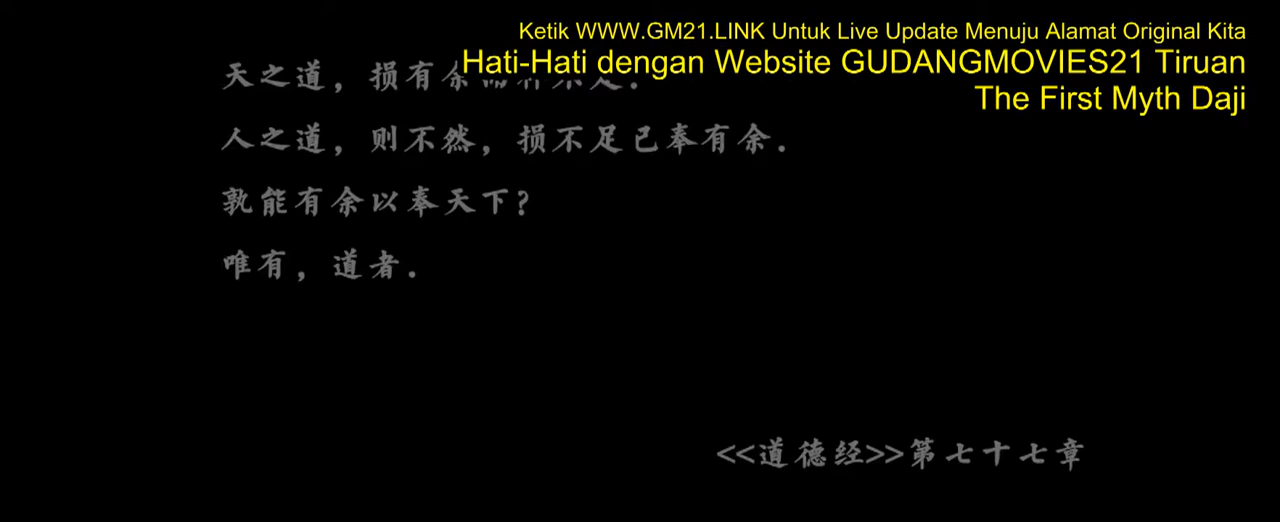 Ketik WWW.GM21.LINK Untuk Live Update Menuju Alamat Original Kita
Hati-Hati dengan Website GUDANGMOVIES21 Tiruan
The First Myth Daji
天之道，损有余
人之道，则不然，损不足已奉有余.
孰能有余以奉天下?
唯有，道者.
<<道德经>>第七十七章